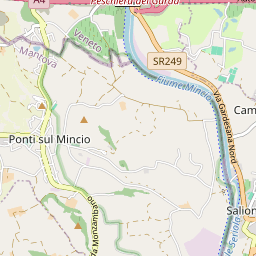 Peschiera del Garda
A4
Veneto
Mantova
SR249
Fiume Mincio
Via Gardesana Nord
Cam
Ponti sul Mincio
Salion